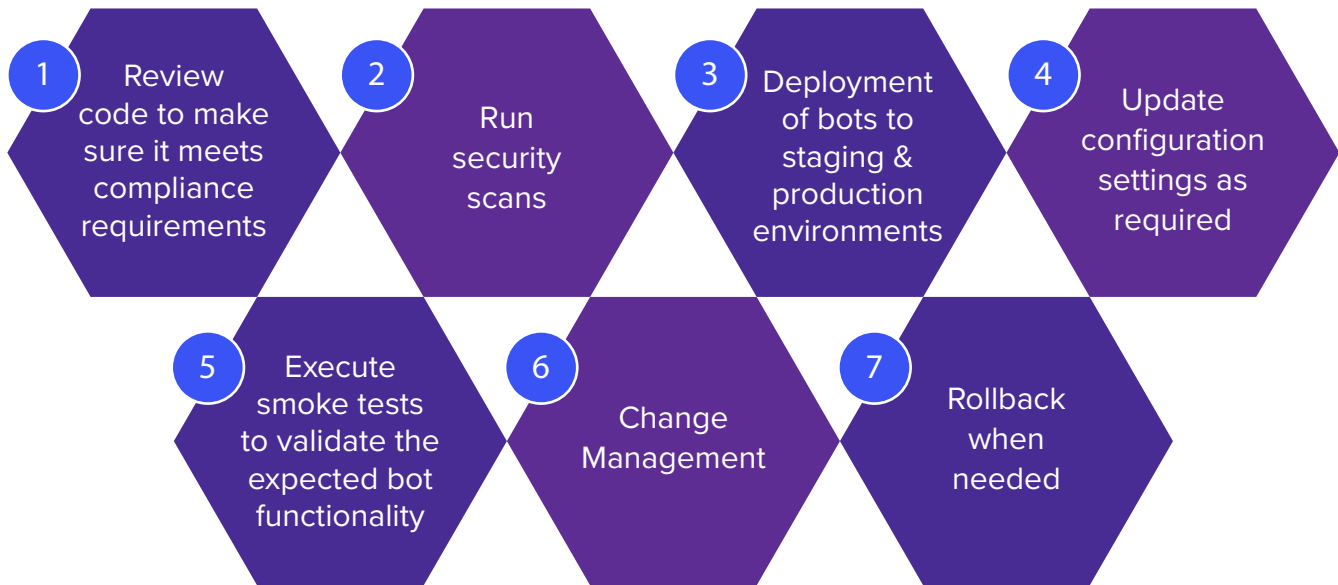 1
Review
code to make
sure it meets
compliance
requirements
2
Run
security
scans
3
Deployment
of bots to
staging &
production
environments
4
Update
configuration
settings as
required
5
Execute
smoke tests
to validate the
expected bot
functionality
6
Change
Management
7
Rollback
when
needed